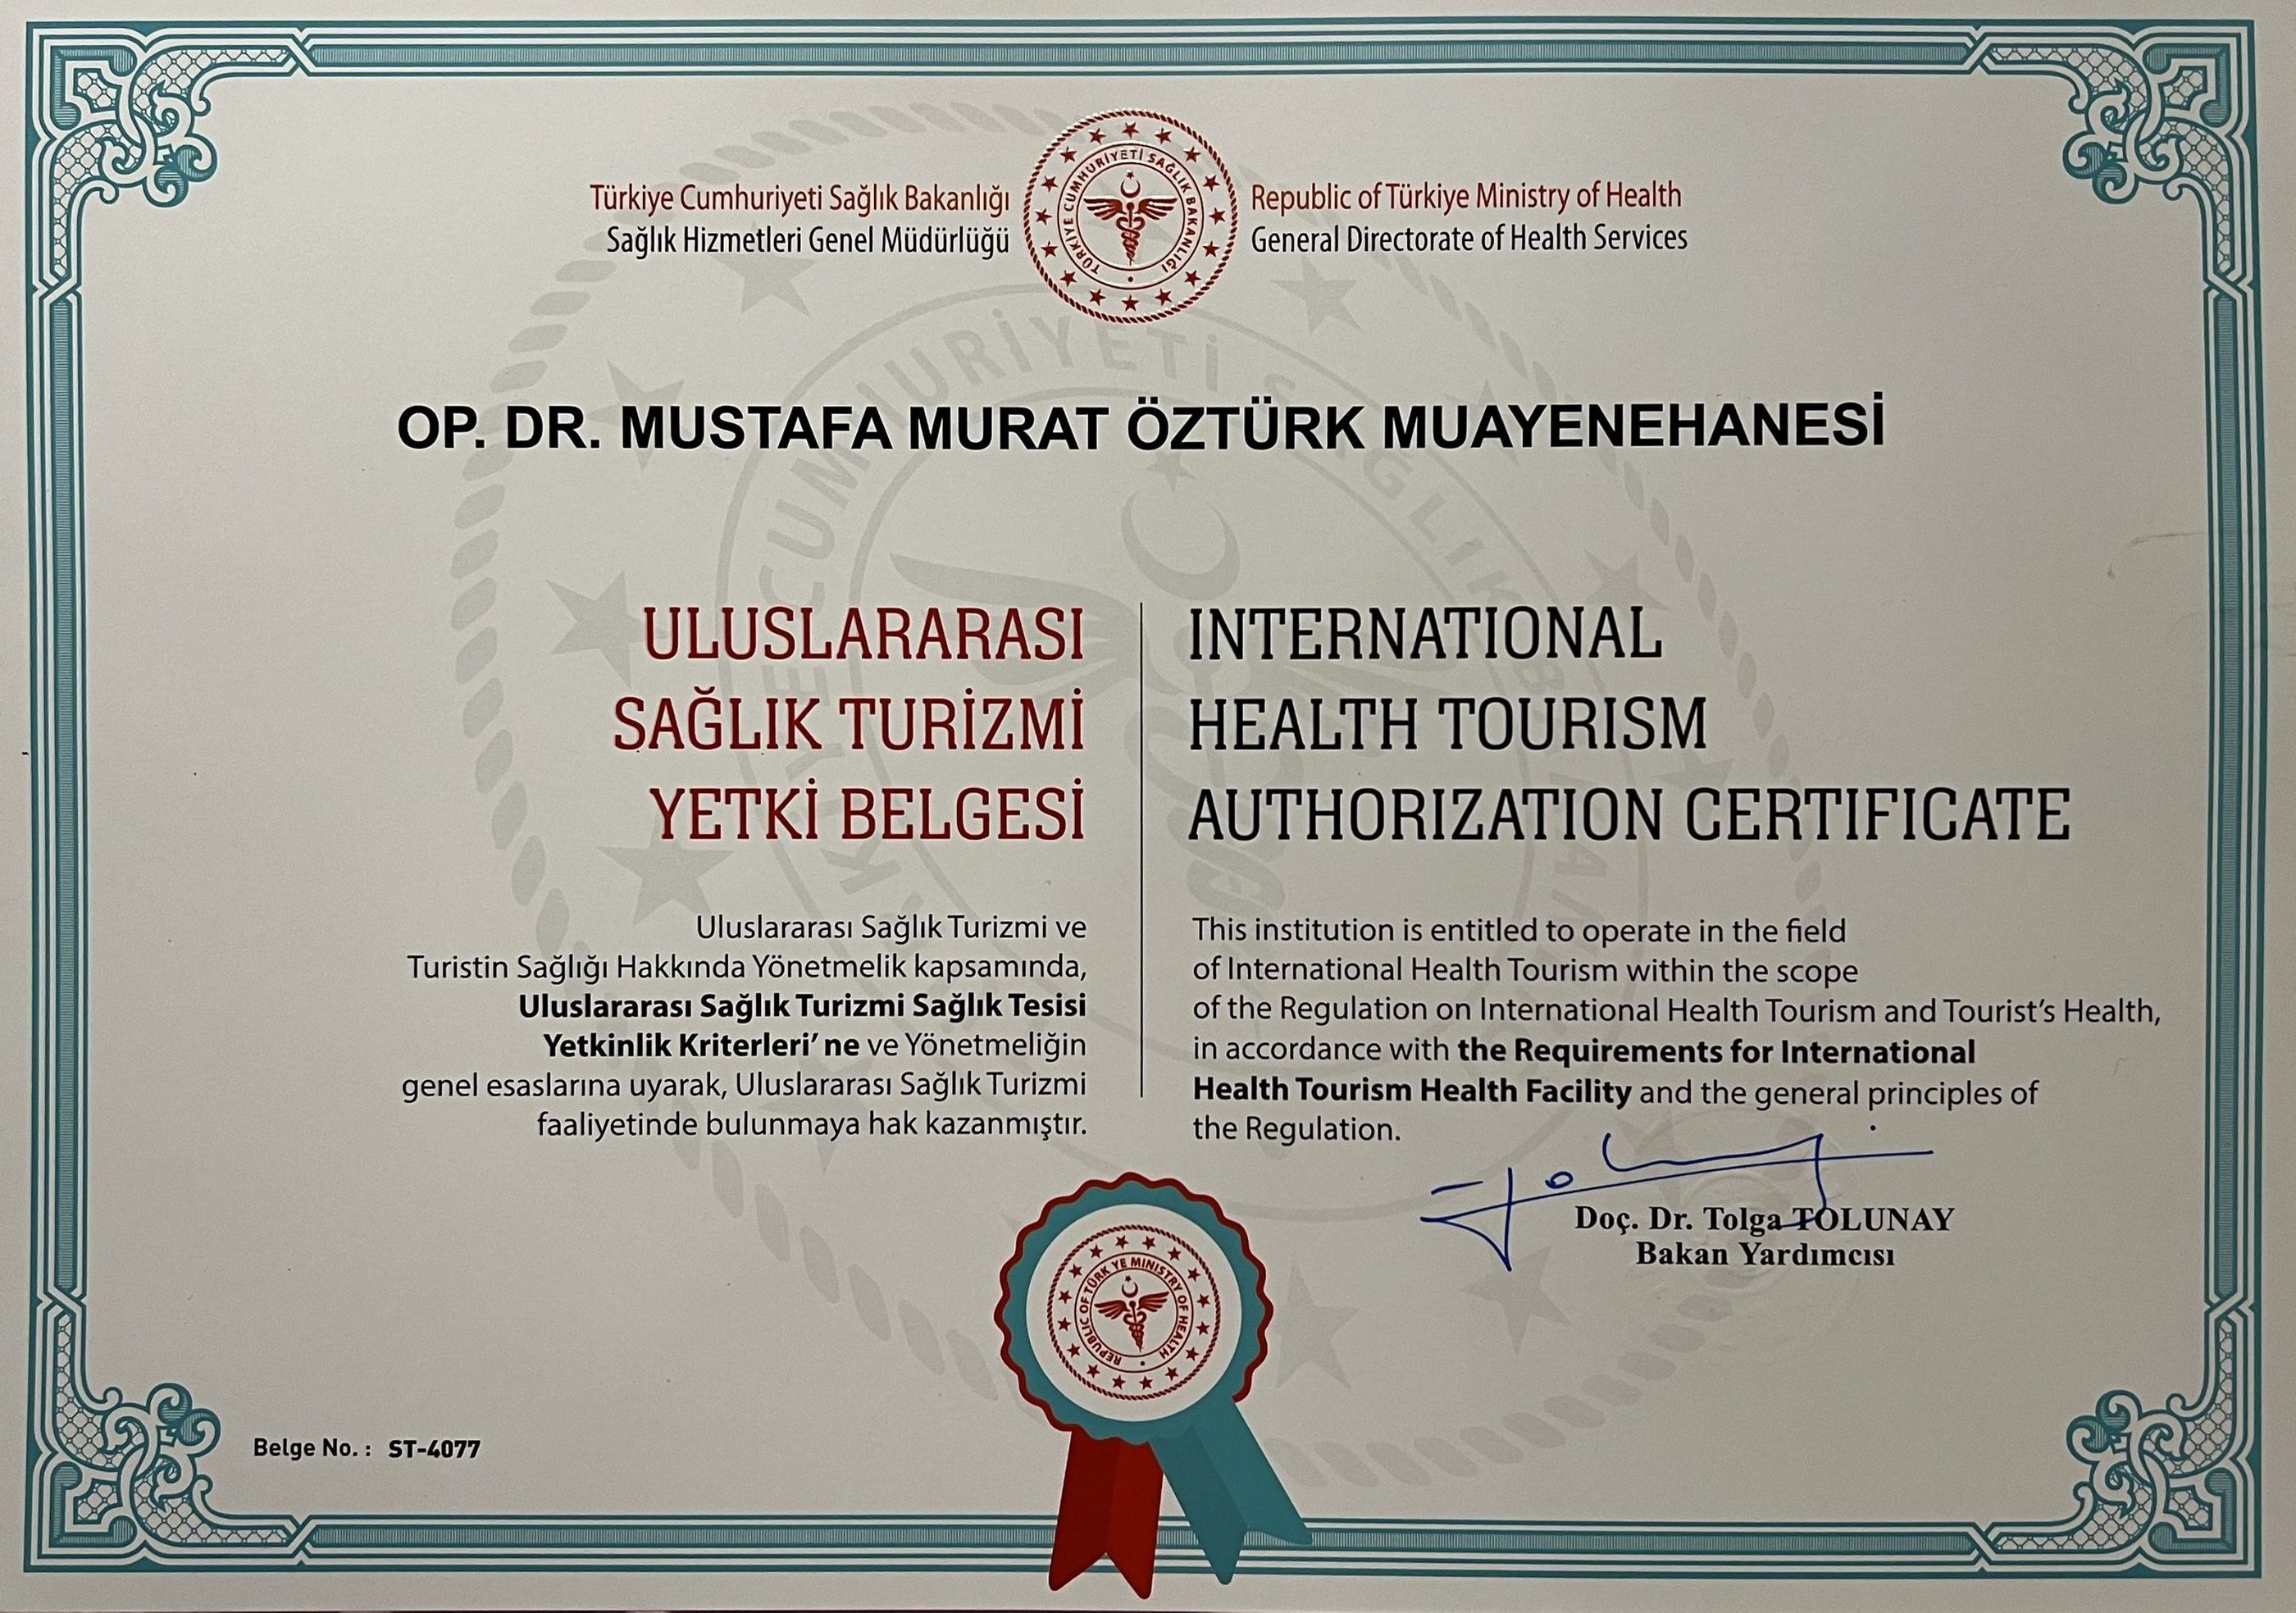 Türkiye Cumhuriyeti Sağlık Bakanlığı
Sağlık Hizmetleri Genel Müdürlüğü
TÜRKİYE CUMHURİYETİ SAĞLIK BAKANLIĞI
Republic of Türkiye Ministry of Health
General Directorate of Health Services
OP. DR. MUSTAFA MURAT ÖZTÜRK MUAYENEHANESİ
ULUSLARARASI
SAĞLIK TURİZMİ
YETKİ BELGESİ
INTERNATIONAL
HEALTH TOURISM
AUTHORIZATION CERTIFICATE
Uluslararası Sağlık Turizmi ve
Turistin Sağlığı Hakkında Yönetmelik kapsamında,
Uluslararası Sağlık Turizmi Sağlık Tesisi
Yetkinlik Kriterleri' ne ve Yönetmeliğin
genel esaslarına uyarak, Uluslararası Sağlık Turizmi
faaliyetinde bulunmaya hak kazanmıştır.
This institution is entitled to operate in the field
of International Health Tourism within the scope
of the Regulation on International Health Tourism and Tourist's Health,
in accordance with the Requirements for International
Health Tourism Health Facility and the general principles of
the Regulation.
Doç. Dr. Tolga TOLUNAY
Bakan Yardımcısı
REPUBLIC OF TÜRK YE MINISTRY OF HEALTH
Belge No. : ST-4077